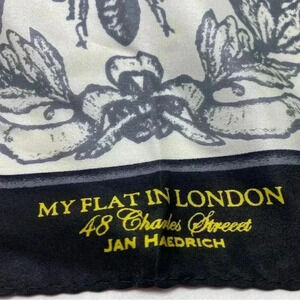 MY FLAT IN LONDON
48 Charles Streeet
JAN HAEDRICH